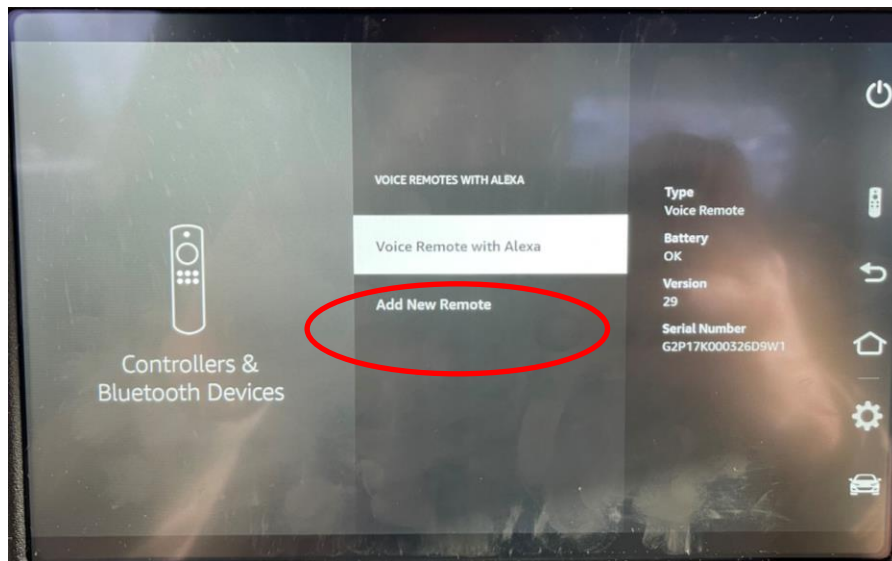 VOICE REMOTES WITH ALEXA
Voice Remote with Alexa
Add New Remote
Controllers &
Bluetooth Devices
Type
Voice Remote
Battery
OK
Version
29
Serial Number
G2P17K000326D9W1